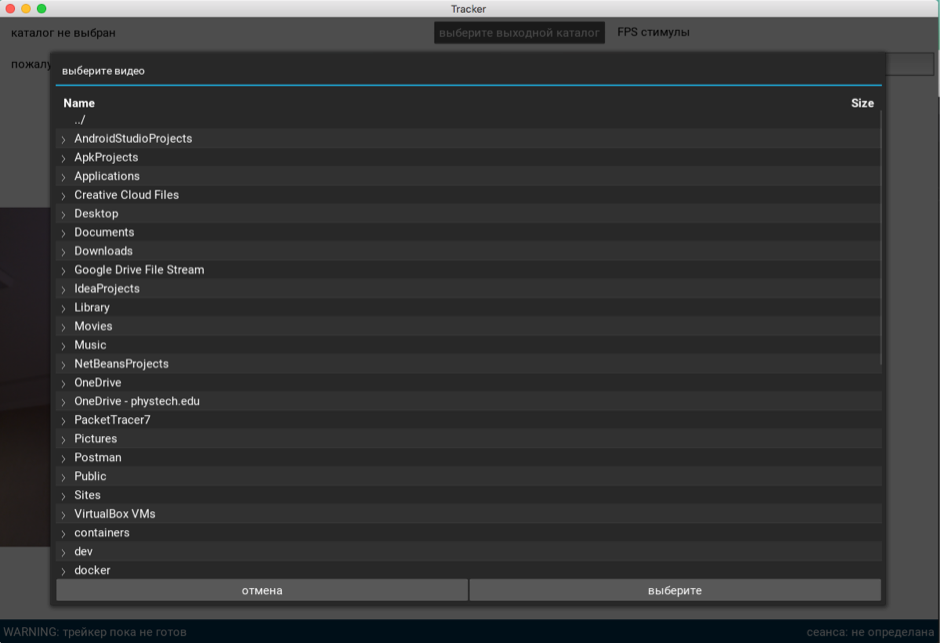 Tracker
каталог не выбран
выберите выходной каталог
FPS стимулы
пожалу
выберите видео
Name Size
../
AndroidStudioProjects
ApkProjects
Applications
Creative Cloud Files
Desktop
Documents
Downloads
Google Drive File Stream
IdeaProjects
Library
Movies
Music
NetBeansProjects
OneDrive
OneDrive - phystech.edu
PacketTracer7
Pictures
Postman
Public
Sites
VirtualBox VMs
containers
dev
docker
отмена
выберите
WARNING: трейкер пока не готов
сеанса: не определана